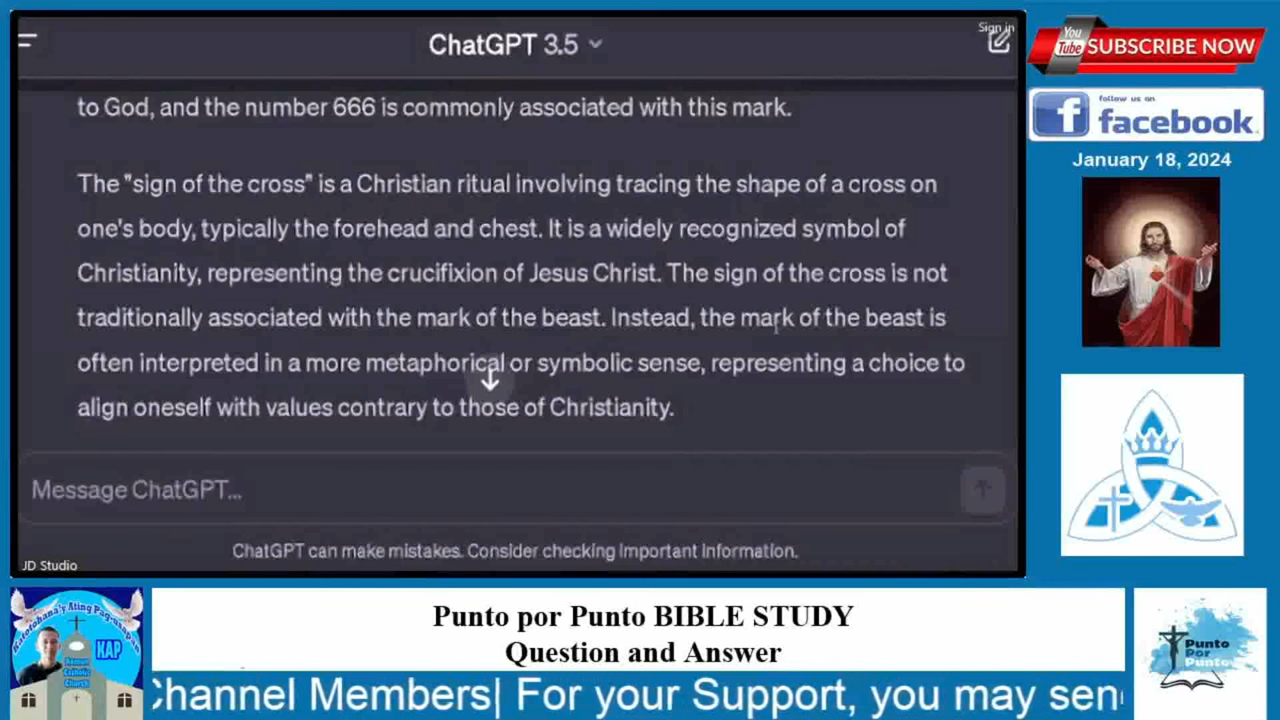 ChatGPT 3.5
Sign in
to God, and the number 666 is commonly associated with this mark.
The "sign of the cross" is a Christian ritual involving tracing the shape of a cross on
one's body, typically the forehead and chest. It is a widely recognized symbol of
Christianity, representing the crucifixion of Jesus Christ. The sign of the cross is not
traditionally associated with the mark of the beast. Instead, the mark of the beast is
often interpreted in a more metaphorical or symbolic sense, representing a choice to
align oneself with values contrary to those of Christianity.
Message ChatGPT...
ChatGPT can make mistakes. Consider checking important information.
JD Studio
You
Tube
SUBSCRIBE NOW
follow us on
facebook
January 18, 2024
Katotohana'y Ating Pag-aralan
KAP
Roman
Catholic
Church
Punto por Punto BIBLE STUDY
Question and Answer
Punto
Por
Punto
Channel Members| For your Support, you may sen